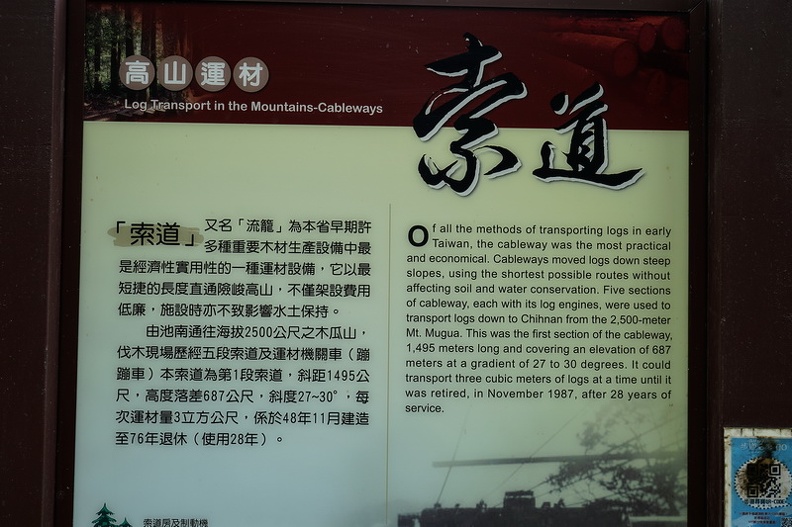 高山運材
Log Transport in the Mountains-Cableways
索道
「索道」又名「流籠」為本省早期許
多種重要木材生產設備中最
是經濟性實用性的一種運材設備，它以最
短捷的長度直通險峻高山，不僅架設費用
低廉，施設時亦不致影響水土保持。
由池南通往海拔2500公尺之木瓜山，
伐木現場歷經五段索道及運材機關車（蹦
蹦車）本索道為第1段索道，斜距1495公
尺，高度落差687公尺，斜度27~30°，每
次運材量3立方公尺，係於48年11月建造
至76年退休（使用28年）。
Of all the methods of transporting logs in early
Taiwan, the cableway was the most practical
and economical. Cableways moved logs down steep
slopes, using the shortest possible routes without
affecting soil and water conservation. Five sections
of cableway, each with its log engines, were used to
transport logs down to Chihnan from the 2,500-meter
Mt. Mugua. This was the first section of the cableway,
1,495 meters long and covering an elevation of 687
meters at a gradient of 27 to 30 degrees. It could
transport three cubic meters of logs at a time until it
was retired, in November 1987, after 28 years of
service.
索道房及制動機